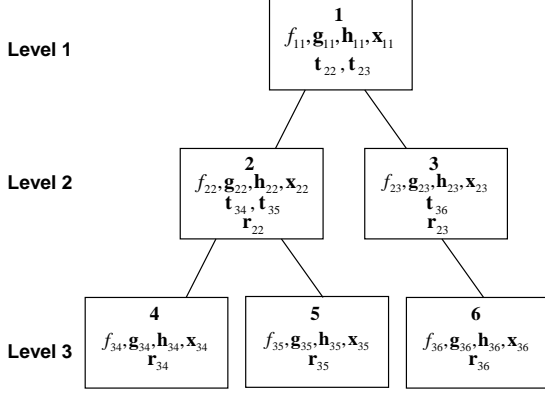 Level 1
1
f₁₁, g₁₁, h₁₁, x₁₁
t₂₂, t₂₃
Level 2
2
f₂₂, g₂₂, h₂₂, x₂₂
t₃₄, t₃₅
r₂₂
3
f₂₃, g₂₃, h₂₃, x₂₃
t₃₆
r₂₃
Level 3
4
f₃₄, g₃₄, h₃₄, x₃₄
r₃₄
5
f₃₅, g₃₅, h₃₅, x₃₅
r₃₅
6
f₃₆, g₃₆, h₃₆, x₃₆
r₃₆